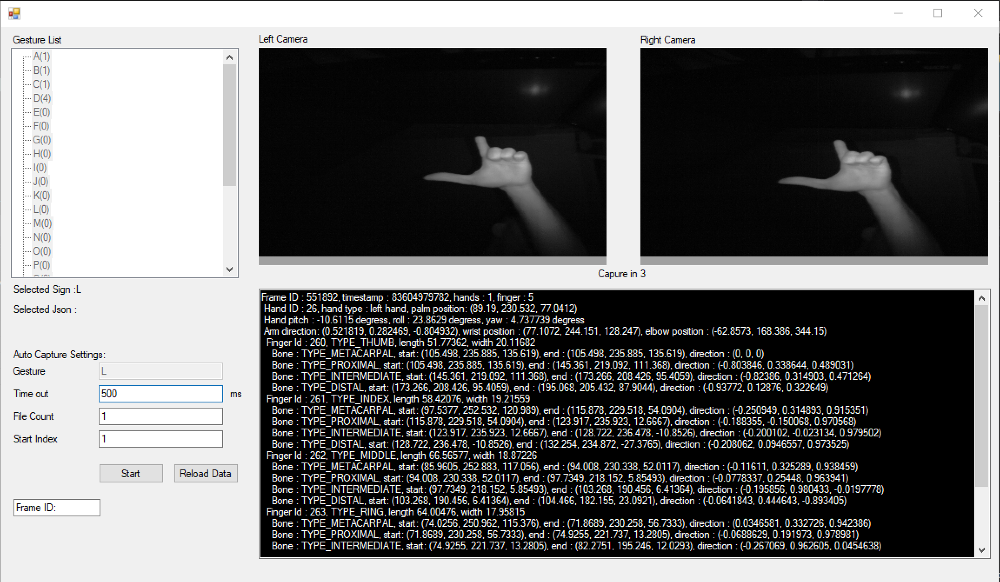 Gesture List
A(1)
B(1)
C(1)
D(4)
E(0)
F(0)
G(0)
H(0)
I(0)
J(0)
K(0)
L(0)
M(0)
N(0)
O(0)
P(0)
Selected Sign :L
Selected Json :
Auto Capture Settings:
Gesture L
Time out 500 ms
File Count 1
Start Index 1
Start Reload Data
Frame ID:
Left Camera
Right Camera
Capure in 3
Frame ID : 551892, timestamp : 83604979782, hands : 1, finger : 5
Hand ID : 26, hand type : left hand, palm position: (89.19, 230.532, 77.0412)
Hand pitch : -10.6115 degress, roll : 23.8629 degress, yaw : 4.737739 degress
Arm direction: (0.521819, 0.282469, -0.804932), wrist position : (77.1072, 244.151, 128.247), elbow position : (-62.8573, 168.386, 344.15)
Finger Id : 260, TYPE_THUMB, length 51.77362, width 20.11682
Bone : TYPE_METACARPAL, start: (105.498, 235.885, 135.619), end : (105.498, 235.885, 135.619), direction : (0, 0, 0)
Bone : TYPE_PROXIMAL, start: (105.498, 235.885, 135.619), end : (145.361, 219.092, 111.368), direction : (-0.803846, 0.338644, 0.489031)
Bone : TYPE_INTERMEDIATE, start: (145.361, 219.092, 111.368), end : (173.266, 208.426, 95.4059), direction : (-0.82386, 0.314903, 0.471264)
Bone : TYPE_DISTAL, start: (173.266, 208.426, 95.4059), end : (195.068, 205.432, 87.9044), direction : (-0.93772, 0.12876, 0.322649)
Finger Id : 261, TYPE_INDEX, length 58.42076, width 19.21559
Bone : TYPE_METACARPAL, start: (97.5377, 252.532, 120.989), end : (115.878, 229.518, 54.0904), direction : (-0.250949, 0.314893, 0.915351)
Bone : TYPE_PROXIMAL, start: (115.878, 229.518, 54.0904), end : (123.917, 235.923, 12.6667), direction : (-0.188355, -0.150068, 0.970568)
Bone : TYPE_INTERMEDIATE, start: (123.917, 235.923, 12.6667), end : (128.722, 236.478, -10.8526), direction : (-0.200102, -0.023134, 0.979502)
Bone : TYPE_DISTAL, start: (128.722, 236.478, -10.8526), end : (132.254, 234.872, -27.3765), direction : (-0.208062, 0.0946557, 0.973525)
Finger Id : 262, TYPE_MIDDLE, length 66.56577, width 18.87226
Bone : TYPE_METACARPAL, start: (85.9605, 252.883, 117.056), end : (94.008, 230.338, 52.0117), direction : (-0.11611, 0.325289, 0.938459)
Bone : TYPE_PROXIMAL, start: (94.008, 230.338, 52.0117), end : (97.7349, 218.152, 5.85493), direction : (-0.0778337, 0.25448, 0.963941)
Bone : TYPE_INTERMEDIATE, start: (97.7349, 218.152, 5.85493), end : (103.268, 190.456, 6.41364), direction : (-0.195856, 0.980433, -0.0197778)
Bone : TYPE_DISTAL, start: (103.268, 190.456, 6.41364), end : (104.466, 182.155, 23.0921), direction : (-0.0641843, 0.444643, -0.893405)
Finger Id : 263, TYPE_RING, length 64.00476, width 17.95815
Bone : TYPE_METACARPAL, start: (74.0256, 250.962, 115.376), end : (71.8689, 230.258, 56.7333), direction : (0.0346581, 0.332726, 0.942386)
Bone : TYPE_PROXIMAL, start: (71.8689, 230.258, 56.7333), end : (74.9255, 221.737, 13.2805), direction : (-0.0688629, 0.191973, 0.978981)
Bone : TYPE_INTERMEDIATE, start: (74.9255, 221.737, 13.2805), end : (82.2751, 195.246, 12.0293), direction : (-0.267069, 0.962605, 0.0454638)